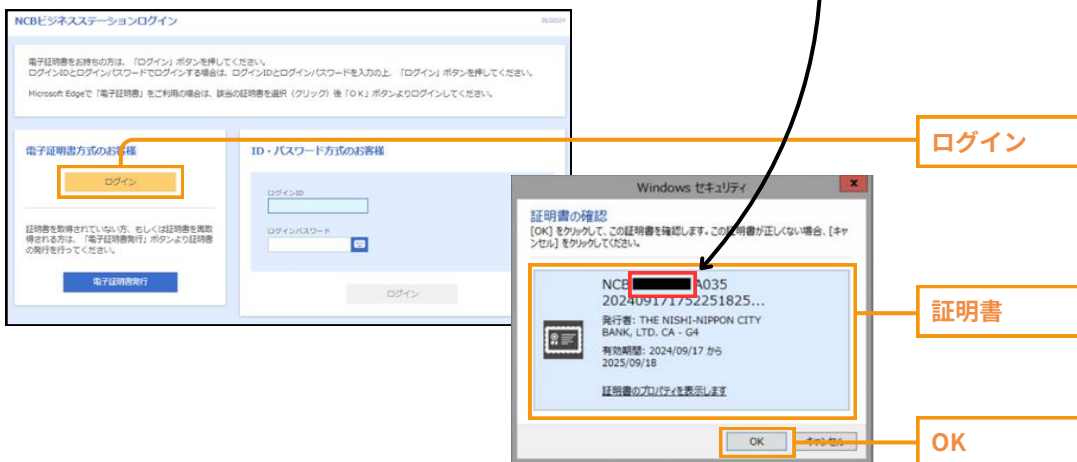 NCBビジネスステーションログイン
電子証明書をお持ちの方は、「ログイン」ボタンを押してください。
ログインIDとログインパスワードでログインする場合は、ログインIDとログインパスワードを入力の上、「ログイン」ボタンを押してください。
Microsoft Edgeで「電子証明書」をご利用の場合は、該当の証明書を選択（クリック）後「OK」ボタンよりログインしてください。
電子証明書方式のお客様
ログイン
証明書を取得されていない方、もしくは証明書を再取
得される方は、「電子証明書発行」ボタンより証明書
の発行を行ってください。
電子証明書発行
ID・パスワード方式のお客様
ログインID
ログインパスワード
ログイン
Windows セキュリティ
証明書の確認
[OK] をクリックして、この証明書を確認します。この証明書が正しくない場合、[キャ
ンセル] をクリックしてください。
NCB A035
202409171752251825...
発行者: THE NISHI-NIPPON CITY
BANK, LTD. CA - G4
有効期間: 2024/09/17 から
2025/09/18
証明書のプロパティを表示します
OK
キャンセル
ログイン
証明書
OK